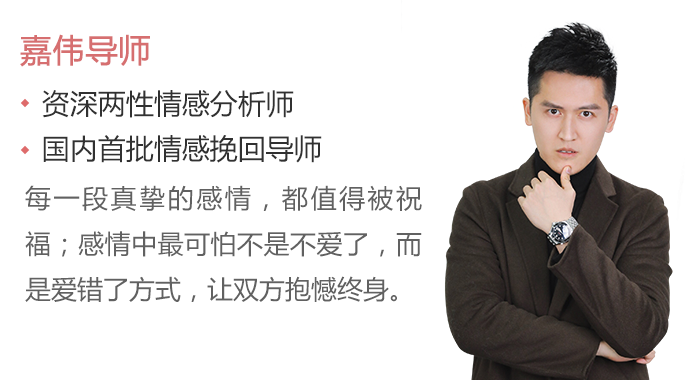 嘉伟导师
资深两性情感分析师
国内首批情感挽回导师
每一段真挚的感情，都值得被祝
福；感情中最可怕不是不爱了，而
是爱错了方式，让双方抱憾终身。